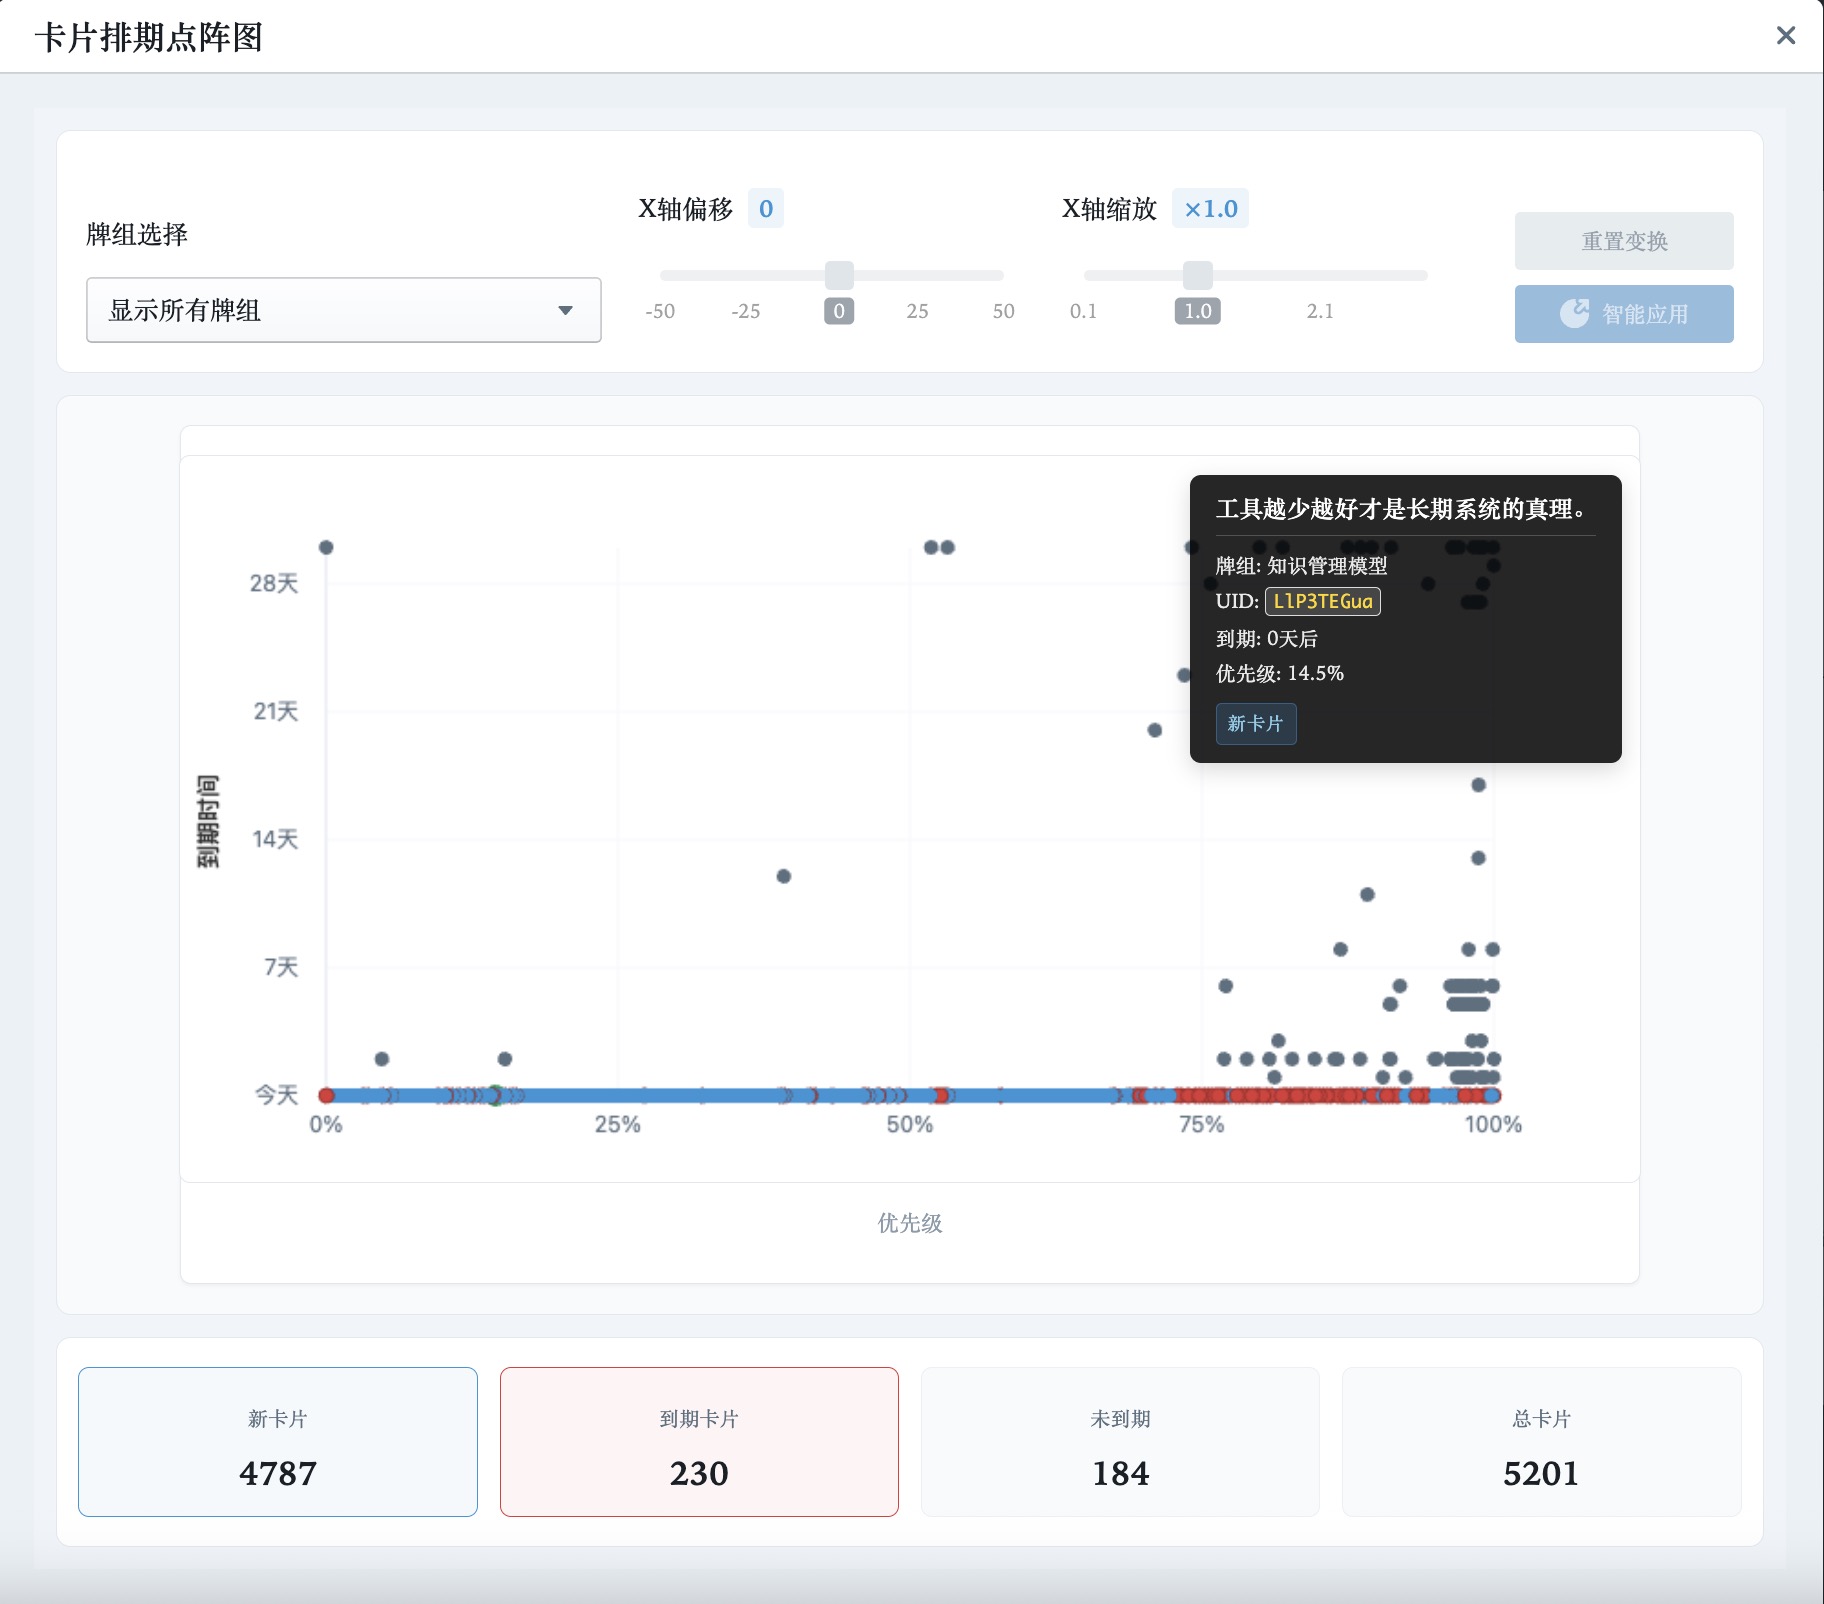 卡片排期点阵图
牌组选择
显示所有牌组
X轴偏移 0
-50 -25 0 25 50
X轴缩放 ×1.0
0.1 1.0 2.1
重置变换
智能应用
工具越少越好才是长期系统的真理。
牌组: 知识管理模型
UID: LlP3TEGua
到期: 0天后
优先级: 14.5%
新卡片
到期时间
28天
21天
14天
7天
今天
0% 25% 50% 75% 100%
优先级
新卡片
4787
到期卡片
230
未到期
184
总卡片
5201